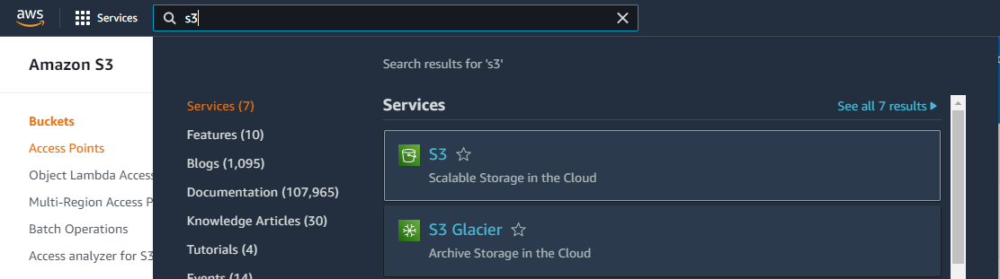 aws
Services
s3
Amazon S3
Buckets
Access Points
Object Lambda Access
Multi-Region Access P
Batch Operations
Access analyzer for S3
Search results for 's3'
Services (7)
Features (10)
Blogs (1,095)
Documentation (107,965)
Knowledge Articles (30)
Tutorials (4)
Events (14)
Services
See all 7 results
S3
Scalable Storage in the Cloud
S3 Glacier
Archive Storage in the Cloud